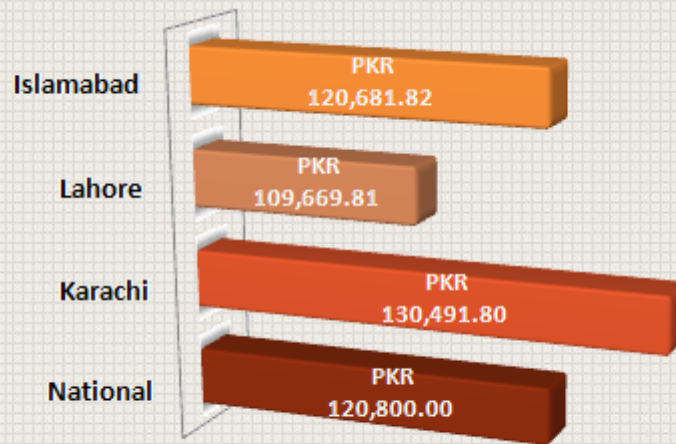 Islamabad
PKR
120,681.82
Lahore
PKR
109,669.81
Karachi
PKR
130,491.80
National
PKR
120,800.00